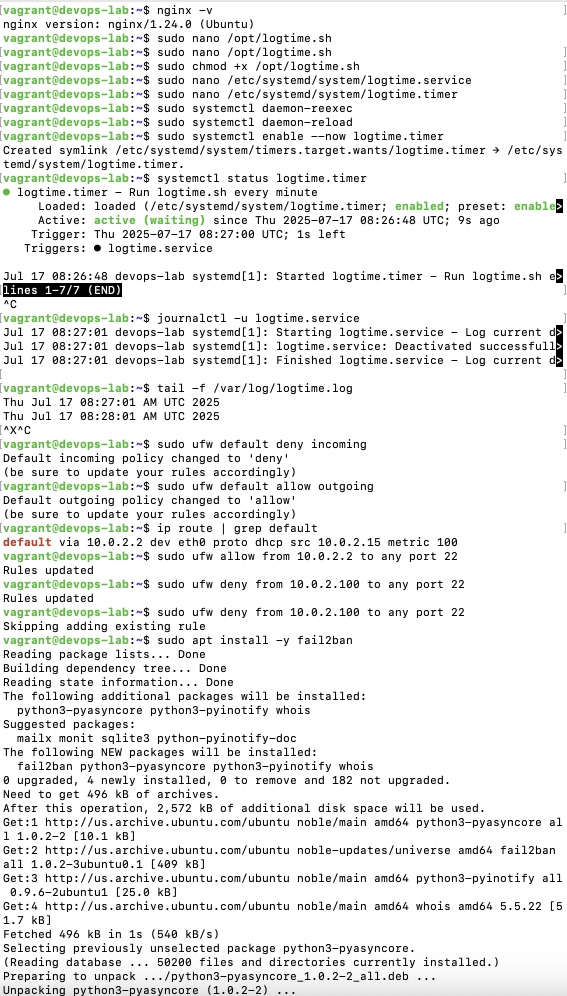 [vagrant@devops-lab:~$ nginx -v ]
nginx version: nginx/1.24.0 (Ubuntu)
[vagrant@devops-lab:~$ sudo nano /opt/logtime.sh ]
[vagrant@devops-lab:~$ sudo nano /opt/logtime.sh ]
[vagrant@devops-lab:~$ sudo chmod +x /opt/logtime.sh ]
[vagrant@devops-lab:~$ sudo nano /etc/systemd/system/logtime.service ]
[vagrant@devops-lab:~$ sudo nano /etc/systemd/system/logtime.timer ]
[vagrant@devops-lab:~$ sudo systemctl daemon-reexec ]
[vagrant@devops-lab:~$ sudo systemctl daemon-reload ]
[vagrant@devops-lab:~$ sudo systemctl enable --now logtime.timer ]
Created symlink /etc/systemd/system/timers.target.wants/logtime.timer → /etc/sys
temd/system/logtime.timer.
[vagrant@devops-lab:~$ systemctl status logtime.timer ]
● logtime.timer - Run logtime.sh every minute
Loaded: loaded (/etc/systemd/system/logtime.timer; enabled; preset: enable>
Active: active (waiting) since Thu 2025-07-17 08:26:48 UTC; 9s ago
Trigger: Thu 2025-07-17 08:27:00 UTC; 1s left
Triggers: ● logtime.service

Jul 17 08:26:48 devops-lab systemd[1]: Started logtime.timer - Run logtime.sh e>
[lines 1-7/7 (END) ]
^C
[vagrant@devops-lab:~$ journalctl -u logtime.service ]
Jul 17 08:27:01 devops-lab systemd[1]: Starting logtime.service - Log current d>
Jul 17 08:27:01 devops-lab systemd[1]: logtime.service: Deactivated successfull>
Jul 17 08:27:01 devops-lab systemd[1]: Finished logtime.service - Log current d>
[ ]
[vagrant@devops-lab:~$ tail -f /var/log/logtime.log ]
Thu Jul 17 08:27:01 AM UTC 2025
Thu Jul 17 08:28:01 AM UTC 2025
[^X^C ]
[vagrant@devops-lab:~$ sudo ufw default deny incoming ]
Default incoming policy changed to 'deny'
(be sure to update your rules accordingly)
[vagrant@devops-lab:~$ sudo ufw default allow outgoing ]
Default outgoing policy changed to 'allow'
(be sure to update your rules accordingly)
[vagrant@devops-lab:~$ ip route | grep default ]
default via 10.0.2.2 dev eth0 proto dhcp src 10.0.2.15 metric 100
vagrant@devops-lab:~$ sudo ufw allow from 10.0.2.2 to any port 22
Rules updated
vagrant@devops-lab:~$ sudo ufw deny from 10.0.2.100 to any port 22
Rules updated
vagrant@devops-lab:~$ sudo ufw deny from 10.0.2.100 to any port 22
Skipping adding existing rule
[vagrant@devops-lab:~$ sudo apt install -y fail2ban ]
Reading package lists... Done
Building dependency tree... Done
Reading state information... Done
The following additional packages will be installed:
python3-pyasyncore python3-pyinotify whois
Suggested packages:
mailx monit sqlite3 python-pyinotify-doc
The following NEW packages will be installed:
fail2ban python3-pyasyncore python3-pyinotify whois
0 upgraded, 4 newly installed, 0 to remove and 182 not upgraded.
Need to get 496 kB of archives.
After this operation, 2,572 kB of additional disk space will be used.
Get:1 http://us.archive.ubuntu.com/ubuntu noble/main amd64 python3-pyasyncore al
l 1.0.2-2 [10.1 kB]
Get:2 http://us.archive.ubuntu.com/ubuntu noble-updates/universe amd64 fail2ban
all 1.0.2-3ubuntu0.1 [409 kB]
Get:3 http://us.archive.ubuntu.com/ubuntu noble/main amd64 python3-pyinotify all
0.9.6-2ubuntu1 [25.0 kB]
Get:4 http://us.archive.ubuntu.com/ubuntu noble/main amd64 whois amd64 5.5.22 [5
1.7 kB]
Fetched 496 kB in 1s (540 kB/s)
Selecting previously unselected package python3-pyasyncore.
(Reading database ... 50200 files and directories currently installed.)
Preparing to unpack .../python3-pyasyncore_1.0.2-2_all.deb ...
Unpacking python3-pyasyncore (1.0.2-2) ...